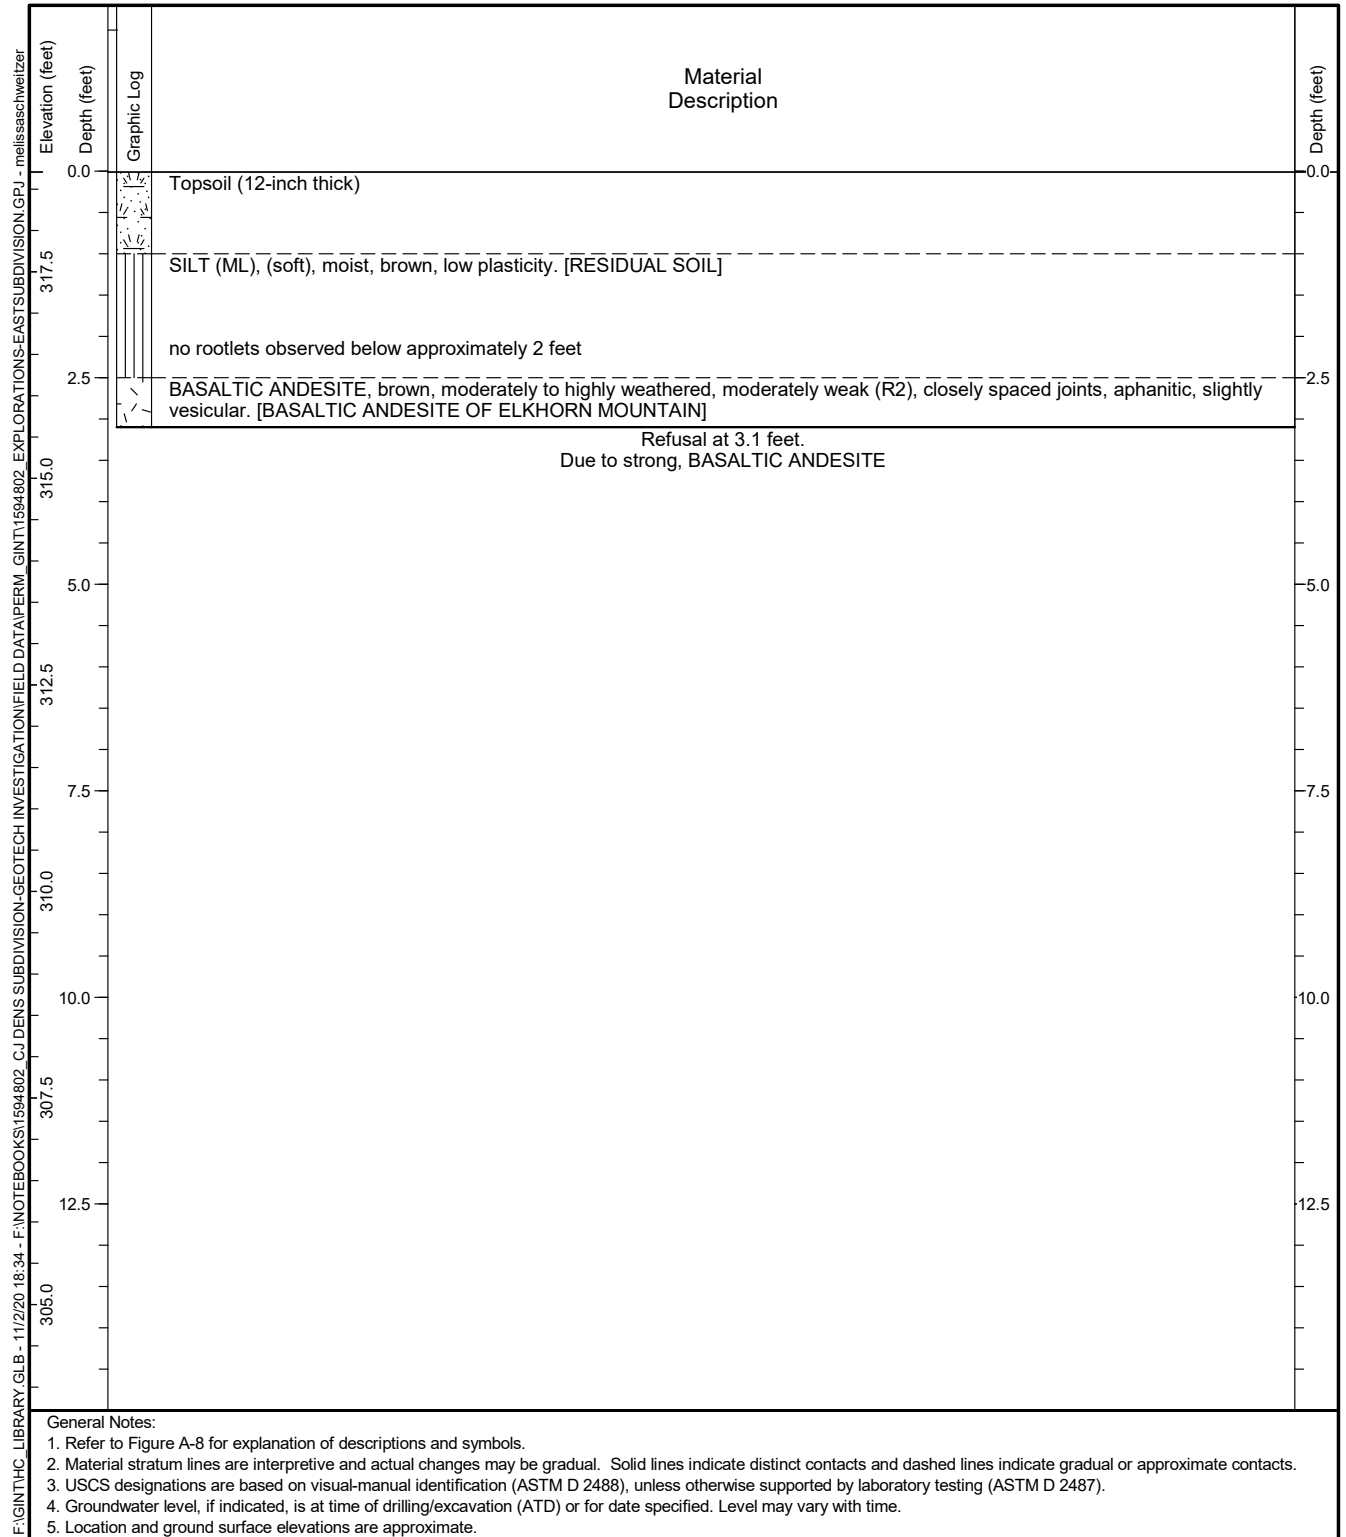 F:\GINT\HC_LIBRARY.GLB - 11/2/20 18:34 - F:\NOTEBOOKS\1594802_CJ DENS SUBDIVISION-GEOTECH INVESTIGATION\FIELD DATA\PERM_GINT\1594802_EXPLORATIONS-EASTSUBDIVISION.GPJ - melissaschweitzer
Elevation (feet)
Depth (feet)
Graphic Log
Material
Description
Depth (feet)
0.0
0.0
Topsoil (12-inch thick)
317.5
SILT (ML), (soft), moist, brown, low plasticity. [RESIDUAL SOIL]
no rootlets observed below approximately 2 feet
2.5
2.5
BASALTIC ANDESITE, brown, moderately to highly weathered, moderately weak (R2), closely spaced joints, aphanitic, slightly
vesicular. [BASALTIC ANDESITE OF ELKHORN MOUNTAIN]
Refusal at 3.1 feet.
Due to strong, BASALTIC ANDESITE
315.0
5.0
5.0
312.5
7.5
7.5
310.0
10.0
10.0
307.5
12.5
12.5
305.0
General Notes:
1. Refer to Figure A-8 for explanation of descriptions and symbols.
2. Material stratum lines are interpretive and actual changes may be gradual. Solid lines indicate distinct contacts and dashed lines indicate gradual or approximate contacts.
3. USCS designations are based on visual-manual identification (ASTM D 2488), unless otherwise supported by laboratory testing (ASTM D 2487).
4. Groundwater level, if indicated, is at time of drilling/excavation (ATD) or for date specified. Level may vary with time.
5. Location and ground surface elevations are approximate.